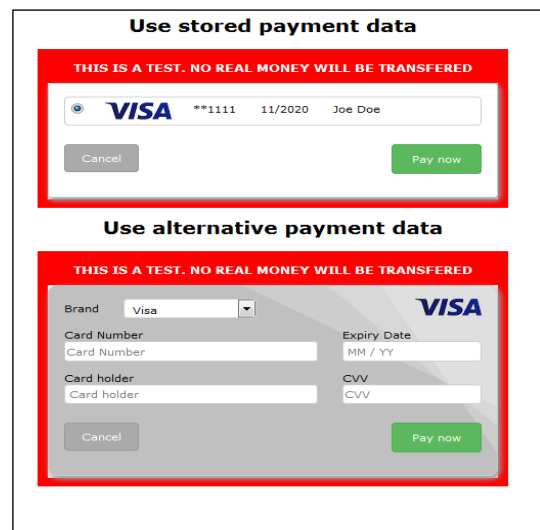 Use stored payment data
THIS IS A TEST. NO REAL MONEY WILL BE TRANSFERED
VISA **1111 11/2020 Joe Doe
Cancel Pay now
Use alternative payment data
THIS IS A TEST. NO REAL MONEY WILL BE TRANSFERED
Brand Visa VISA
Card Number Expiry Date
Card Number MM / YY
Card holder CVV
Card holder CVV
Cancel Pay now